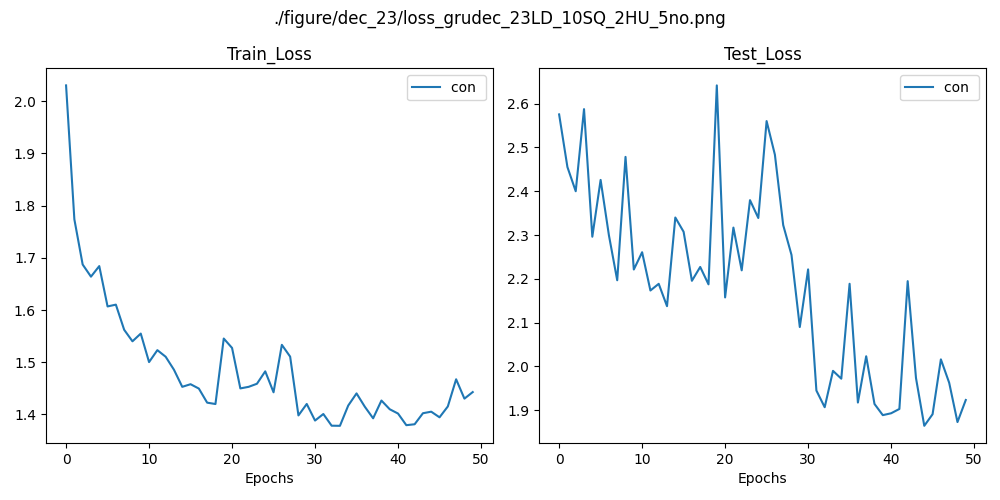 ./figure/dec_23/loss_grudec_23LD_10SQ_2HU_5no.png
Train_Loss
con
2.0
1.9
1.8
1.7
1.6
1.5
1.4
0 10 20 30 40 50
Epochs
Test_Loss
con
2.6
2.5
2.4
2.3
2.2
2.1
2.0
1.9
0 10 20 30 40 50
Epochs